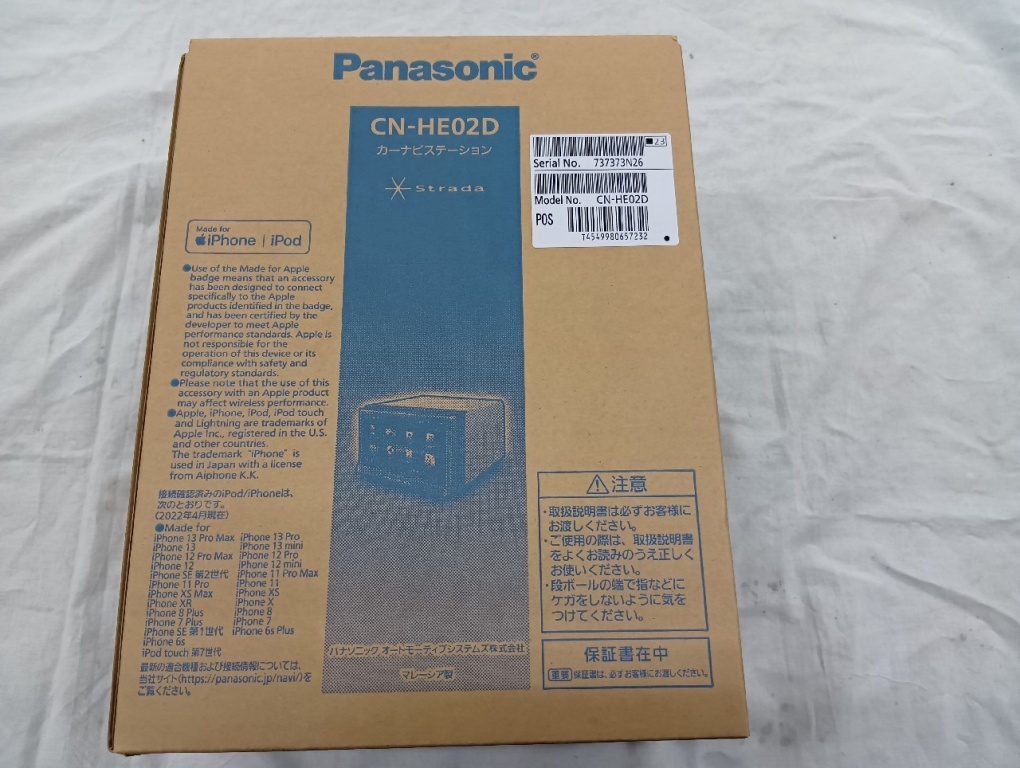 Panasonic®
CN-HE02D
カーナビステーション
Strada
23
Serial No. 737373N26
Model No. CN-HE02D
POS
T4549980657232
Made for
iPhone | iPod
●Use of the Made for Apple
badge means that an accessory
has been designed to connect
specifically to the Apple
products identified in the badge,
and has been certified by the
developer to meet Apple
performance standards. Apple is
not responsible for the
operation of this device or its
compliance with safety and
regulatory standards.
●Please note that the use of this
accessory with an Apple product
may affect wireless performance.
●Apple, iPhone, iPod, iPod touch
and Lightning are trademarks of
Apple Inc., registered in the U.S.
and other countries.
The trademark "iPhone" is
used in Japan with a license
from Aiphone K.K.
接続確認済みのiPod/iPhoneは、
次のとおりです。
(2022年4月現在)
●Made for
iPhone 13 Pro Max iPhone 13 Pro
iPhone 13 iPhone 13 mini
iPhone 12 Pro Max iPhone 12 Pro
iPhone 12 iPhone 12 mini
iPhone SE 第2世代 iPhone 11 Pro Max
iPhone 11 Pro iPhone 11
iPhone XS Max iPhone XS
iPhone XR iPhone X
iPhone 8 Plus iPhone 8
iPhone 7 Plus iPhone 7
iPhone SE 第1世代 iPhone 6s Plus
iPhone 6s
iPod touch 第7世代
最新の適合機種および接続情報については、
当社サイト(https://panasonic.jp/navi/)を
ご覧ください。
パナソニック オートモーティブシステムズ株式会社
マレーシア製
⚠注意
・取扱説明書は必ずお客様に
お渡しください。
・ご使用の際は、取扱説明書
をよくお読みのうえ正しく
お使いください。
・段ボールの端で指などに
ケガをしないように気を
つけてください。
保証書在中
重要 保証書は、必ずお客様にお渡しください。